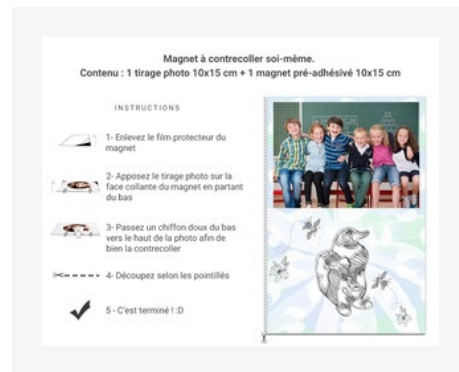 Magnet à contrecoller soi-même.
Contenu : 1 tirage photo 10x15 cm + 1 magnet pré-adhésivé 10x15 cm
INSTRUCTIONS
1- Enlevez le film protecteur du
magnet
2- Apposez le tirage photo sur la
face collante du magnet en partant
du bas
3- Passez un chiffon doux du bas
vers le haut de la photo afin de
bien la contrecoller
4- Découpez selon les pointillés
5 - C'est terminé ! :D